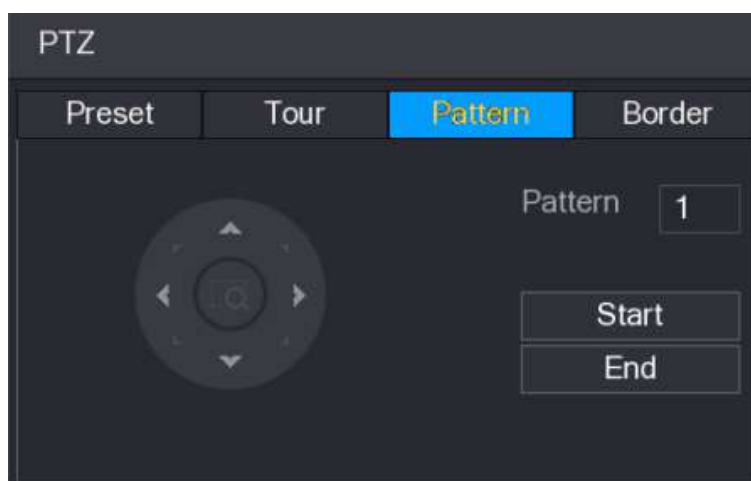 PTZ
Preset Tour Pattern Border
Pattern 1
Start
End